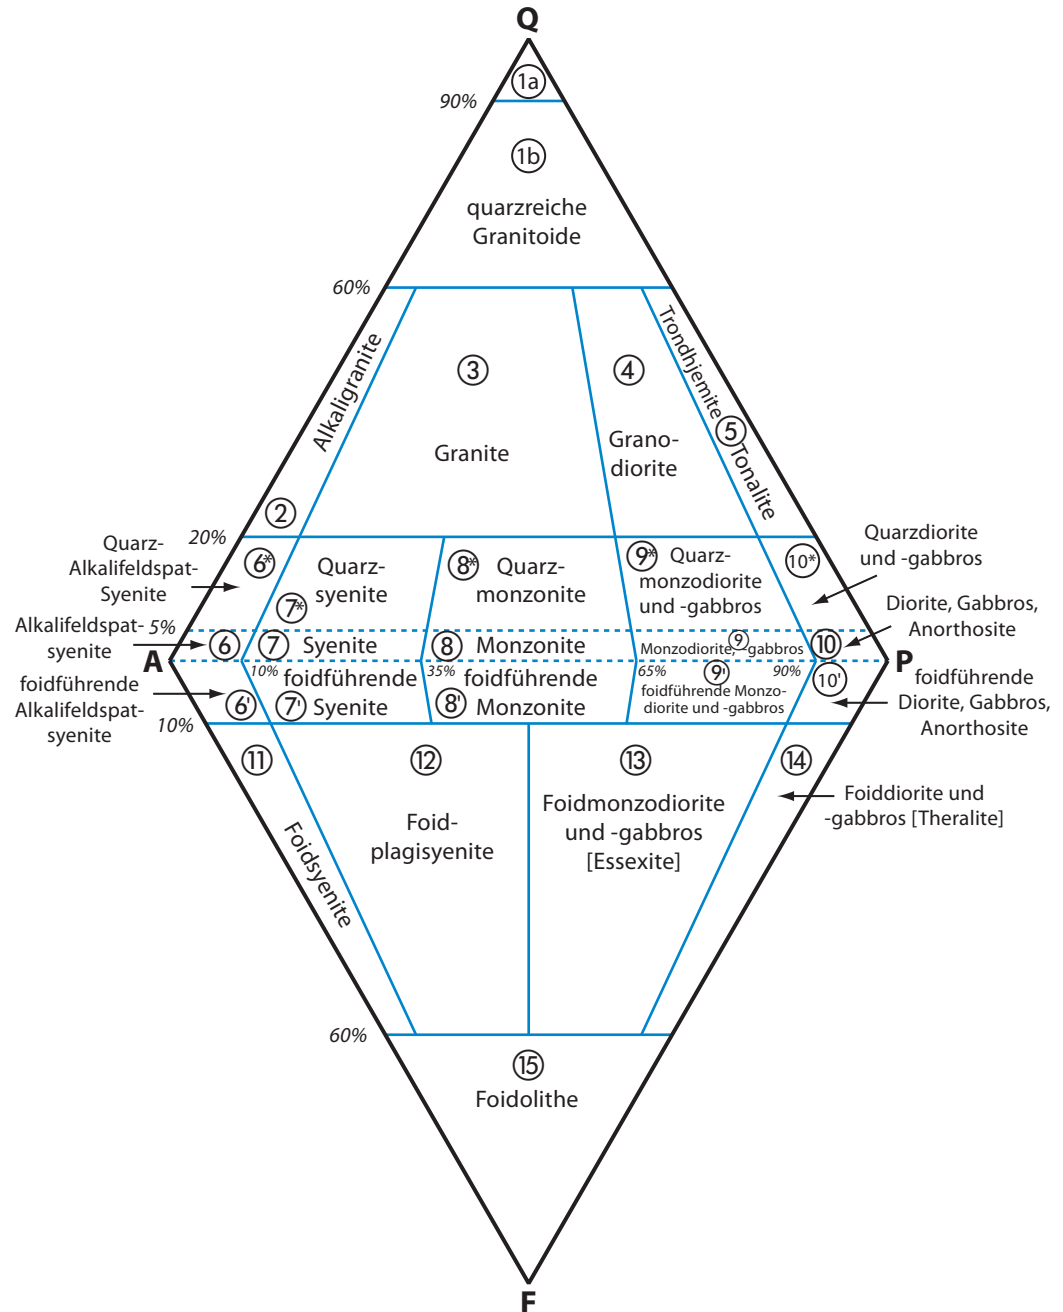 Q
1a
90%
1b
quarzreiche
Granitoide
60%
Alkaligranite
3
4
Trondhjemite
5
Tonalite
Granite
Grano-
diorite
2
20%
Quarz-
Alkalifeldspat-
Syenite
6*
Quarz-
syenite
7*
8*
Quarz-
monzonite
9*
Quarz-
monzodiorite
und -gabbros
10*
Quarzdiorite
und -gabbros
5%
Alkalifeldspat-
syenite
6
7
Syenite
8
Monzonite
9
Monzodiorite, -gabbros
10
Diorite, Gabbros,
Anorthosite
A
P
10%
35%
65%
90%
foidführende
Alkalifeldspat-
syenite
6'
foidführende
7'
Syenite
foidführende
8'
Monzonite
9'
foidführende Monzo-
diorite und -gabbros
10'
foidführende
Diorite, Gabbros,
Anorthosite
10%
11
12
13
14
Foidsyenite
Foid-
plagisyenite
Foidmonzodiorite
und -gabbros
[Essexite]
Foiddiorite und
-gabbros [Theralite]
60%
15
Foidolithe
F